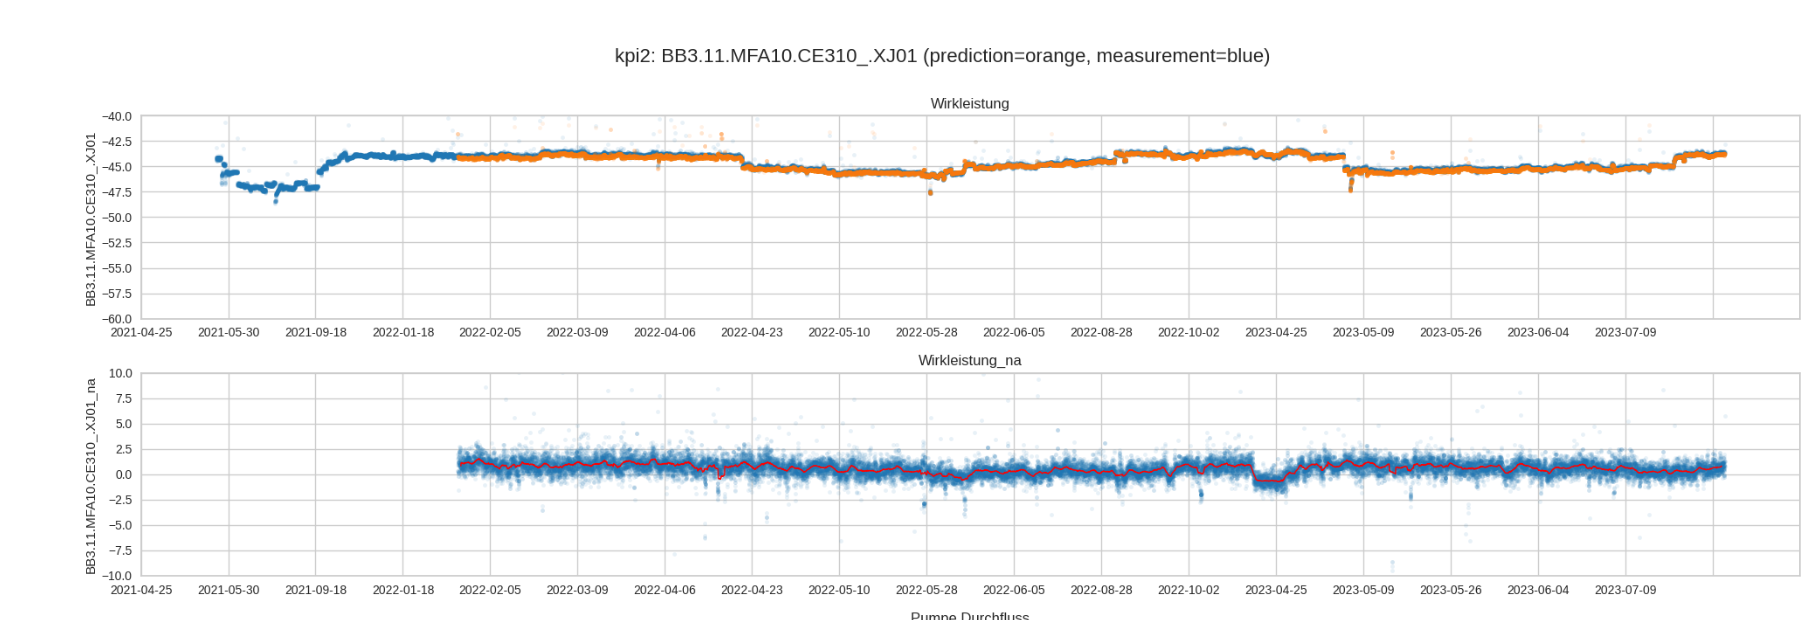 kpi2: BB3.11.MFA10.CE310_.XJ01 (prediction=orange, measurement=blue)
Wirkleistung
BB3.11.MFA10.CE310_.XJ01
−40.0
−42.5
−45.0
−47.5
−50.0
−52.5
−55.0
−57.5
−60.0
2021-04-25 2021-05-30 2021-09-18 2022-01-18 2022-02-05 2022-03-09 2022-04-06 2022-04-23 2022-05-10 2022-05-28 2022-06-05 2022-08-28 2022-10-02 2023-04-25 2023-05-09 2023-05-26 2023-06-04 2023-07-09
Wirkleistung_na
BB3.11.MFA10.CE310_.XJ01_na
10.0
7.5
5.0
2.5
0.0
−2.5
−5.0
−7.5
−10.0
2021-04-25 2021-05-30 2021-09-18 2022-01-18 2022-02-05 2022-03-09 2022-04-06 2022-04-23 2022-05-10 2022-05-28 2022-06-05 2022-08-28 2022-10-02 2023-04-25 2023-05-09 2023-05-26 2023-06-04 2023-07-09
Pumpe Durchfluss